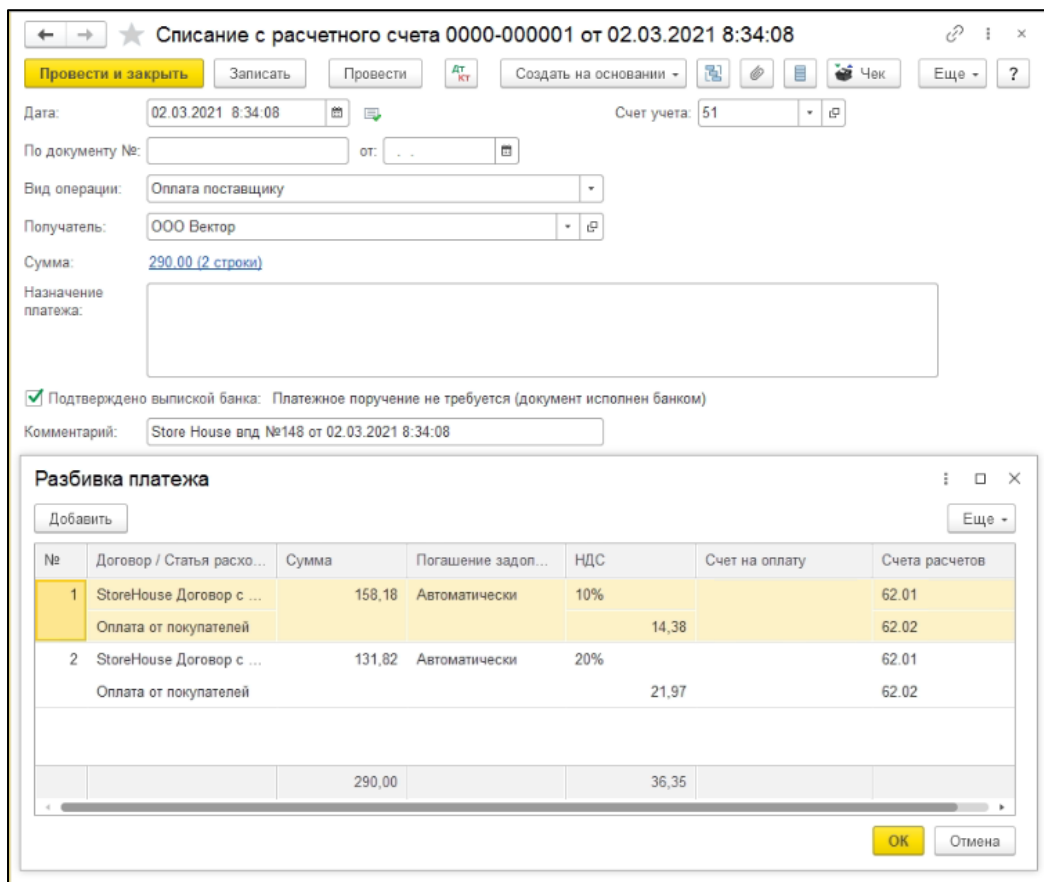 Списание с расчетного счета 0000-000001 от 02.03.2021 8:34:08
Провести и закрыть Записать Провести Дт Кт Создать на основании Чек Еще ?
Дата: 02.03.2021 8:34:08 Счет учета: 51
По документу №: от: . .
Вид операции: Оплата поставщику
Получатель: ООО Вектор
Сумма: 290.00 (2 строки)
Назначение
платежа:
Подтверждено выпиской банка: Платежное поручение не требуется (документ исполнен банком)
Комментарий: Store House впд №148 от 02.03.2021 8:34:08
Разбивка платежа
Добавить Еще
№ Договор / Статья расхо... Сумма Погашение задол... НДС Счет на оплату Счета расчетов
1 StoreHouse Договор с ... 158,18 Автоматически 10% 62.01
Оплата от покупателей 14,38 62.02
2 StoreHouse Договор с ... 131,82 Автоматически 20% 62.01
Оплата от покупателей 21,97 62.02
290,00 36,35
ОК Отмена